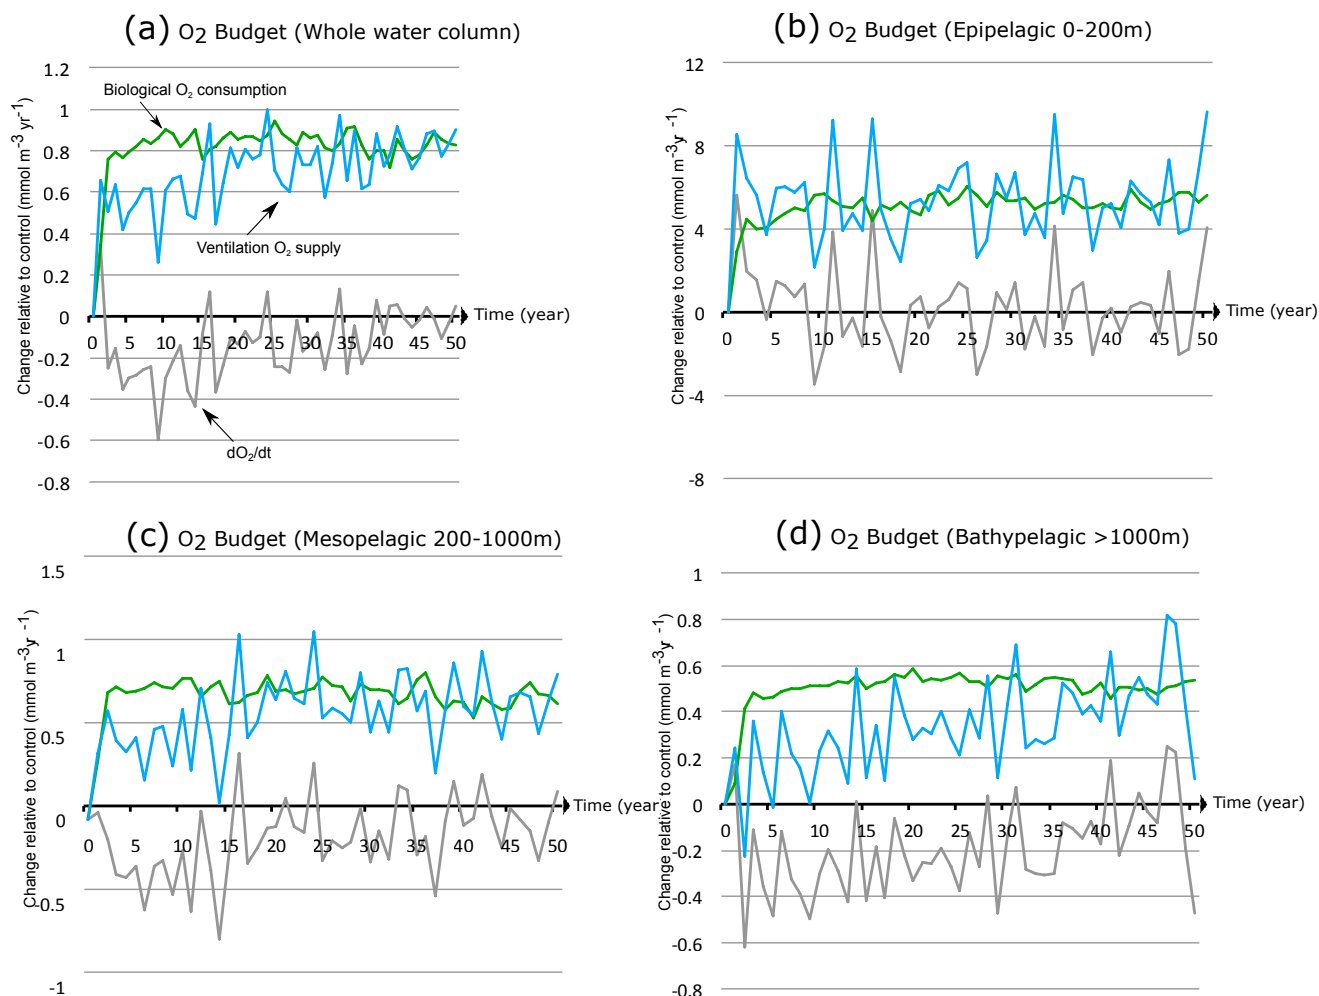 (a) O2 Budget (Whole water column)
Change relative to control (mmol m-3 yr-1)
1.2
1
0.8
0.6
0.4
0.2
0
-0.2
-0.4
-0.6
-0.8
Biological O2 consumption
Ventilation O2 supply
dO2/dt
0 5 10 15 20 25 30 35 40 45 50
Time (year)
(b) O2 Budget (Epipelagic 0-200m)
Change relative to control (mmol m-3y -1)
12
8
4
0
-4
-8
0 5 10 15 20 25 30 35 40 45 50
Time (year)
(c) O2 Budget (Mesopelagic 200-1000m)
Change relative to control (mmol m-3y -1)
1.5
1
0.5
0
-0.5
-1
0 5 10 15 20 25 30 35 40 45 50
Time (year)
(d) O2 Budget (Bathypelagic >1000m)
Change relative to control (mmol m-3y -1)
1
0.8
0.6
0.4
0.2
0
-0.2
-0.4
-0.6
-0.8
0 5 10 15 20 25 30 35 40 45 50
Time (year)